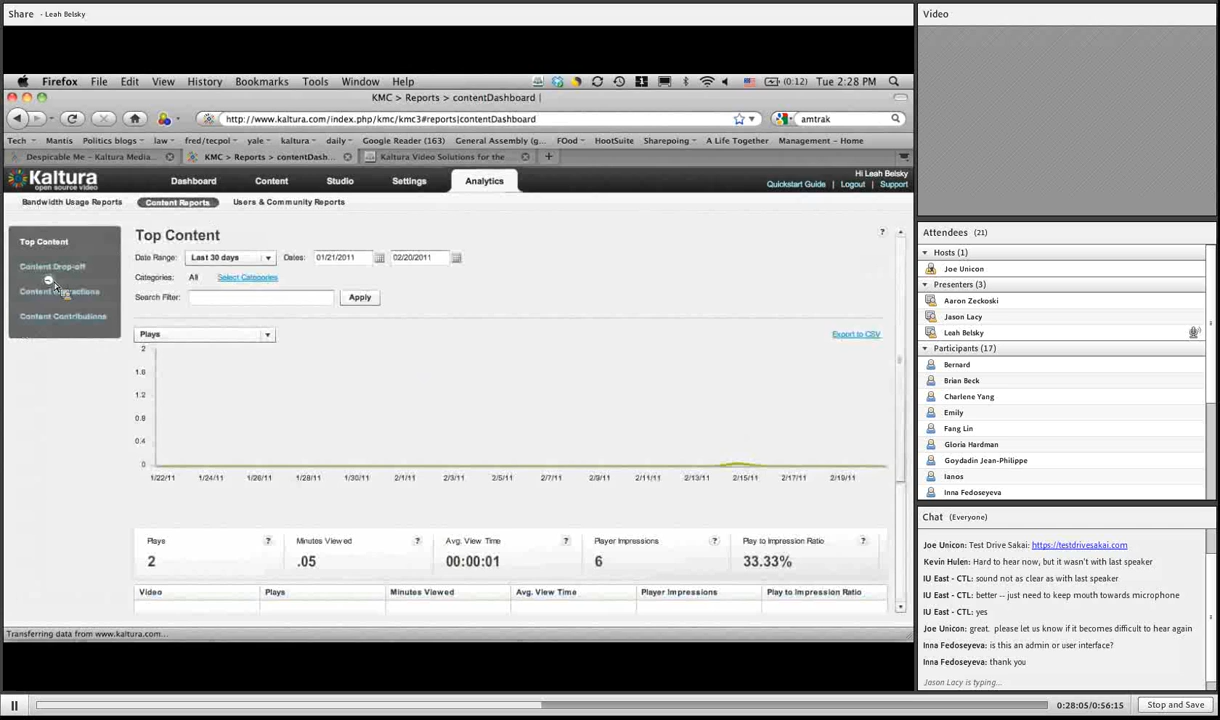 Share - Leah Belsky
Video
Firefox File Edit View History Bookmarks Tools Window Help (0:12) Tue 2:28 PM
KMC > Reports > contentDashboard |
http://www.kaltura.com/index.php/kmc/kmc3#reports|contentDashboard
amtrak
Tech Mantis Politics blogs law fred/tecpol yale kaltura daily Google Reader (163) General Assembly (g... FOod HootSuite Sharepoing A Life Together Management - Home
Despicable Me - Kaltura Media... KMC > Reports > contentDash... Kaltura Video Solutions for the
Kaltura
open source video
Dashboard Content Studio Settings Analytics
Hi Leah Belsky
Quickstart Guide | Logout | Support
Bandwidth Usage Reports Content Reports Users & Community Reports
Top Content
Content Drop-off
Content Interactions
Content Contributions
Top Content
?
Date Range: Last 30 days Dates: 01/21/2011 02/20/2011
Categories: All Select Categories
Search Filter: Apply
Plays
Export to CSV
2
1.8
1.2
0.8
0.4
0
1/22/11 1/24/11 1/26/11 1/28/11 1/30/11 2/1/11 2/3/11 2/5/11 2/7/11 2/9/11 2/11/11 2/13/11 2/15/11 2/17/11 2/19/11
Plays ? Minutes Viewed ? Avg. View Time ? Player Impressions ? Play to Impression Ratio ?
2 .05 00:00:01 6 33.33%
Video Plays Minutes Viewed Avg. View Time Player Impressions Play to Impression Ratio
Transferring data from www.kaltura.com...
Attendees (21)
Hosts (1)
Joe Unicon
Presenters (3)
Aaron Zeckoski
Jason Lacy
Leah Belsky
Participants (17)
Bernard
Brian Beck
Charlene Yang
Emily
Fang Lin
Gloria Hardman
Goydadin Jean-Philippe
Ianos
Inna Fedoseyeva
Chat (Everyone)
Joe Unicon: Test Drive Sakai: https://testdrivesakai.com
Kevin Hulen: Hard to hear now, but it wasn't with last speaker
IU East - CTL: sound not as clear as with last speaker
IU East - CTL: better -- just need to keep mouth towards microphone
IU East - CTL: yes
Joe Unicon: great. please let us know if it becomes difficult to hear again
Inna Fedoseyeva: is this an admin or user interface?
Inna Fedoseyeva: thank you
Jason Lacy is typing...
0:28:05/0:56:15 Stop and Save